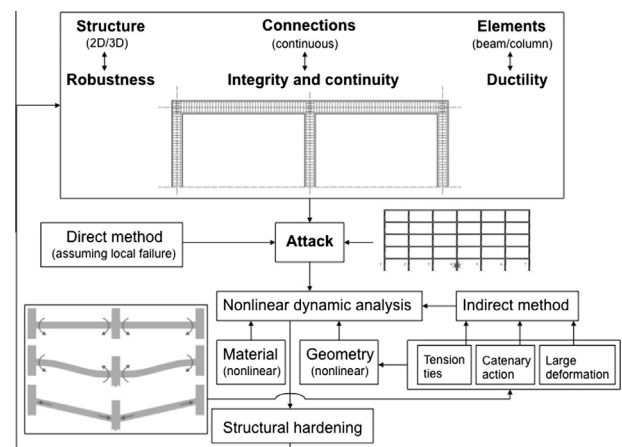 Structure
(2D/3D)
Robustness
Connections
(continuous)
Integrity and continuity
Elements
(beam/column)
Ductility
Direct method
(assuming local failure)
Attack
Nonlinear dynamic analysis
Indirect method
Material
(nonlinear)
Geometry
(nonlinear)
Tension
ties
Catenary
action
Large
deformation
Structural hardening